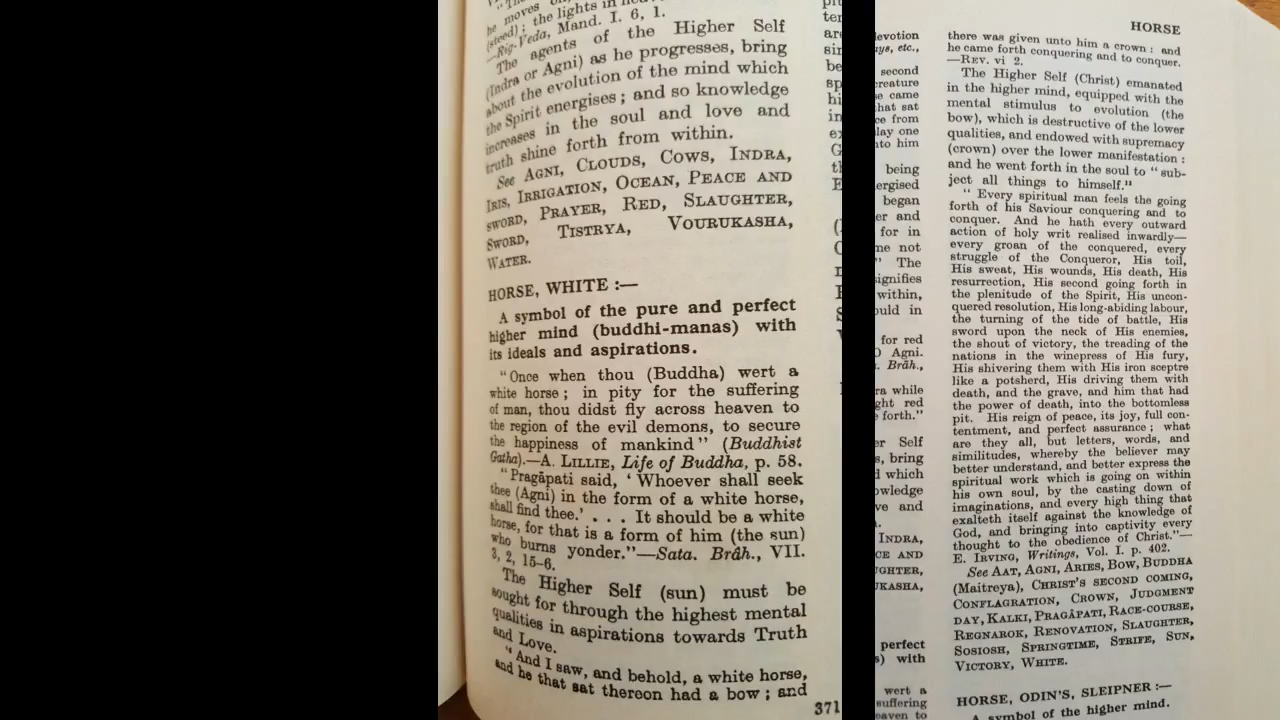 he moves on,
(steed); the lights in
—Rig-Veda, Mand. I. 6, 1.
The agents of the Higher Self
(Indra or Agni) as he progresses, bring
about the evolution of the mind which
the Spirit energises; and so knowledge
increases in the soul and love and
truth shine forth from within.
See AGNI, CLOUDS, COWS, INDRA,
IRIS, IRRIGATION, OCEAN, PEACE AND
SWORD, PRAYER, RED, SLAUGHTER,
SWORD, TISTRYA, VOURUKASHA,
WATER.
HORSE, WHITE :—
A symbol of the pure and perfect
higher mind (buddhi-manas) with
its ideals and aspirations.
"Once when thou (Buddha) wert a
white horse; in pity for the suffering
of man, thou didst fly across heaven to
the region of the evil demons, to secure
the happiness of mankind" (Buddhist
Gatha).—A. LILLIE, Life of Buddha, p. 58.
"Pragâpati said, 'Whoever shall seek
thee (Agni) in the form of a white horse,
shall find thee.' . . . It should be a white
horse, for that is a form of him (the sun)
who burns yonder."—Sata. Brâh., VII.
3, 2, 15-6.
The Higher Self (sun) must be
sought for through the highest mental
qualities in aspirations towards Truth
and Love.
"And I saw, and behold, a white horse,
and he that sat thereon had a bow; and
371
HORSE
there was given unto him a crown: and
he came forth conquering and to conquer.
—REV. vi 2.
The Higher Self (Christ) emanated
in the higher mind, equipped with the
mental stimulus to evolution (the
bow), which is destructive of the lower
qualities, and endowed with supremacy
(crown) over the lower manifestation:
and he went forth in the soul to "sub-
ject all things to himself."
"Every spiritual man feels the going
forth of his Saviour conquering and to
conquer. And he hath every outward
action of holy writ realised inwardly—
every groan of the conquered, every
struggle of the Conqueror, His toil,
His sweat, His wounds, His death, His
resurrection, His second going forth in
the plenitude of the Spirit, His uncon-
quered resolution, His long-abiding labour,
the turning of the tide of battle, His
sword upon the neck of His enemies,
the shout of victory, the treading of the
nations in the winepress of His fury,
His shivering them with His iron sceptre
like a potsherd, His driving them with
death, and the grave, and him that had
the power of death, into the bottomless
pit. His reign of peace, its joy, full con-
tentment, and perfect assurance; what
are they all, but letters, words, and
similitudes, whereby the believer may
better understand, and better express the
spiritual work which is going on within
his own soul, by the casting down of
imaginations, and every high thing that
exalteth itself against the knowledge of
God, and bringing into captivity every
thought to the obedience of Christ."—
E. IRVING, Writings, Vol. I. p. 402.
See AAT, AGNI, ARIES, BOW, BUDDHA
(Maitreya), CHRIST'S SECOND COMING,
CONFLAGRATION, CROWN, JUDGMENT
DAY, KALKI, PRAGÂPATI, RACE-COURSE,
REGNAROK, RENOVATION, SLAUGHTER,
SOSIOSH, SPRINGTIME, STRIFE, SUN,
VICTORY, WHITE.
HORSE, ODIN'S, SLEIPNER :—
A symbol of the higher mind.